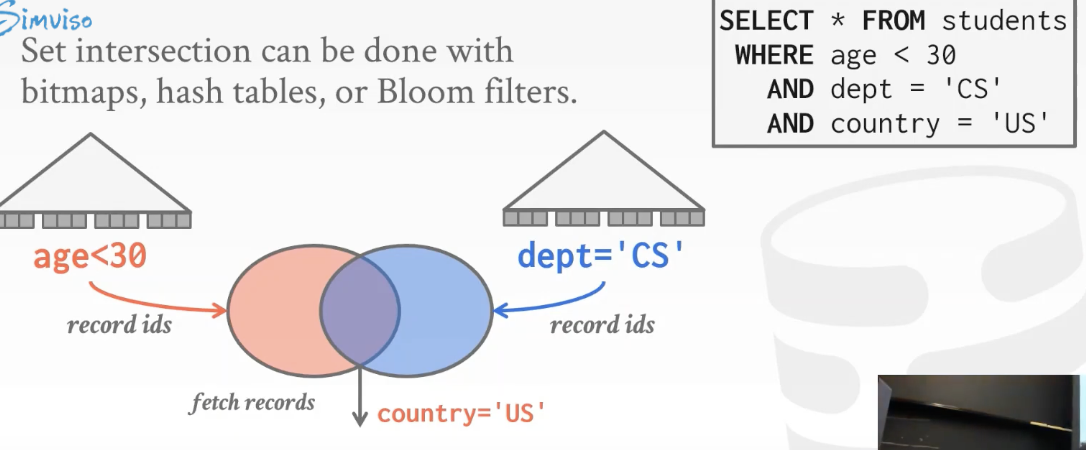 Simviso
Set intersection can be done with
bitmaps, hash tables, or Bloom filters.
SELECT * FROM students
WHERE age < 30
AND dept = 'CS'
AND country = 'US'
age<30
dept='CS'
record ids
record ids
fetch records
country='US'